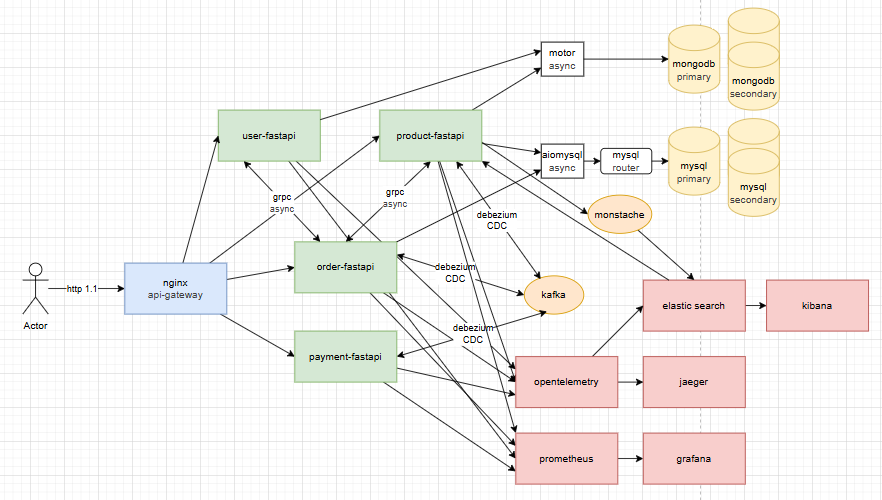 motor
async
mongodb
primary
mongodb
secondary
user-fastapi
product-fastapi
aiomysql
async
mysql
router
mysql
primary
mysql
secondary
grpc
async
grpc
async
debezium
CDC
monstache
http 1.1
Actor
nginx
api-gateway
order-fastapi
debezium
CDC
kafka
elastic search
kibana
payment-fastapi
debezium
CDC
opentelemetry
jaeger
prometheus
grafana